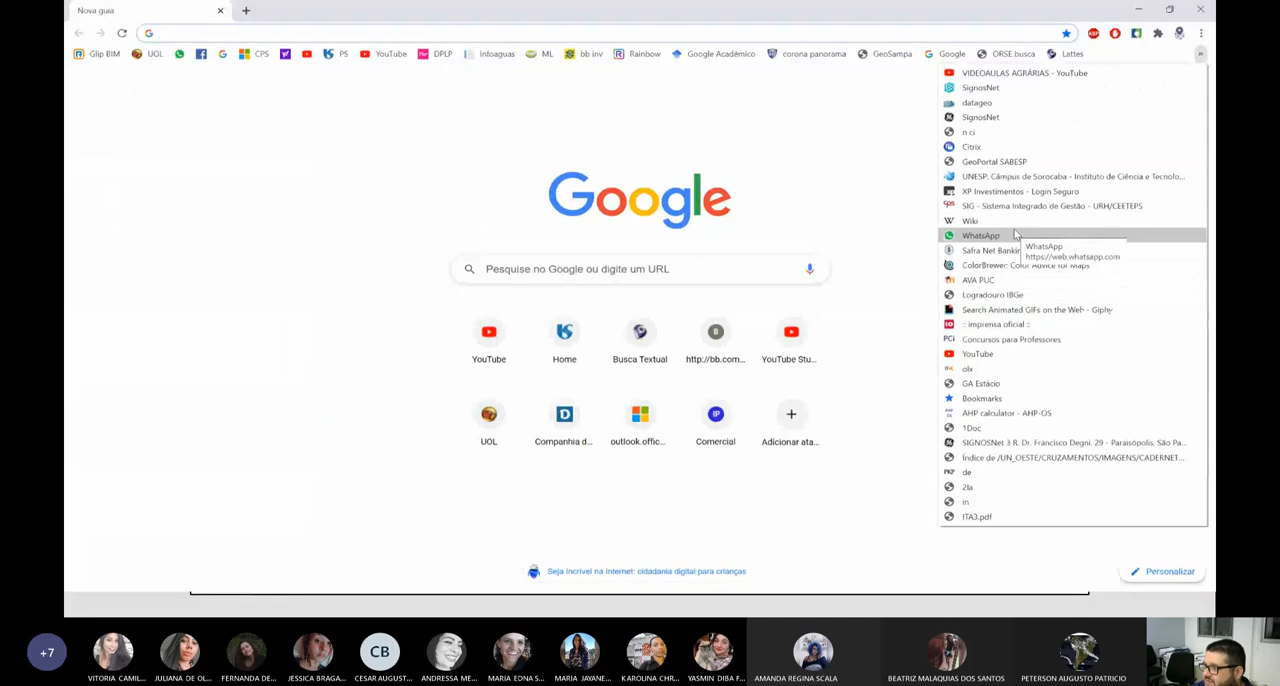 Nova guia
Glip BIM
UOL
CPS
PS
YouTube
DPLP
Infoaguas
ML
bb inv
Rainbow
Google Acadêmico
corona panorama
GeoSampa
Google
ORSE busca
Lattes
VIDEOAULAS AGRÁRIAS - YouTube
SignosNet
datageo
SignosNet
n ci
Citrix
GeoPortal SABESP
UNESP: Câmpus de Sorocaba - Instituto de Ciência e Tecnolo...
XP Investimentos - Login Seguro
SIG - Sistema Integrado de Gestão - URH/CEETEPS
Wiki
WhatsApp
WhatsApp
https://web.whatsapp.com
Safra Net Bankin
ColorBrewer: Color Advice for Maps
AVA PUC
Logradouro IBGe
Search Animated GIFs on the Web - Giphy
:: imprensa oficial ::
Concursos para Professores
YouTube
olx
GA Estácio
Bookmarks
AHP calculator - AHP-OS
1Doc
SIGNOSNet 3 R. Dr. Francisco Degni, 29 - Paraisópolis, São Pa...
Índice de /UN_OESTE/CRUZAMENTOS/IMAGENS/CADERNET...
de
2la
in
ITA3.pdf
Google
Pesquise no Google ou digite um URL
YouTube
Home
Busca Textual
http://bb.com...
YouTube Stu...
UOL
Companhia d...
outlook.offic...
Comercial
Adicionar ata...
Seja Incrível na Internet: cidadania digital para crianças
Personalizar
+7
VITORIA CAMIL...
JULIANA DE OL...
FERNANDA DE...
JESSICA BRAGA...
CB
CESAR AUGUST...
ANDRESSA ME...
MARIA EDNA S...
MARIA JAYANE...
KAROLINA CHR...
YASMIN DIBA F...
AMANDA REGINA SCALA
BEATRIZ MALAQUIAS DOS SANTOS
PETERSON AUGUSTO PATRICIO